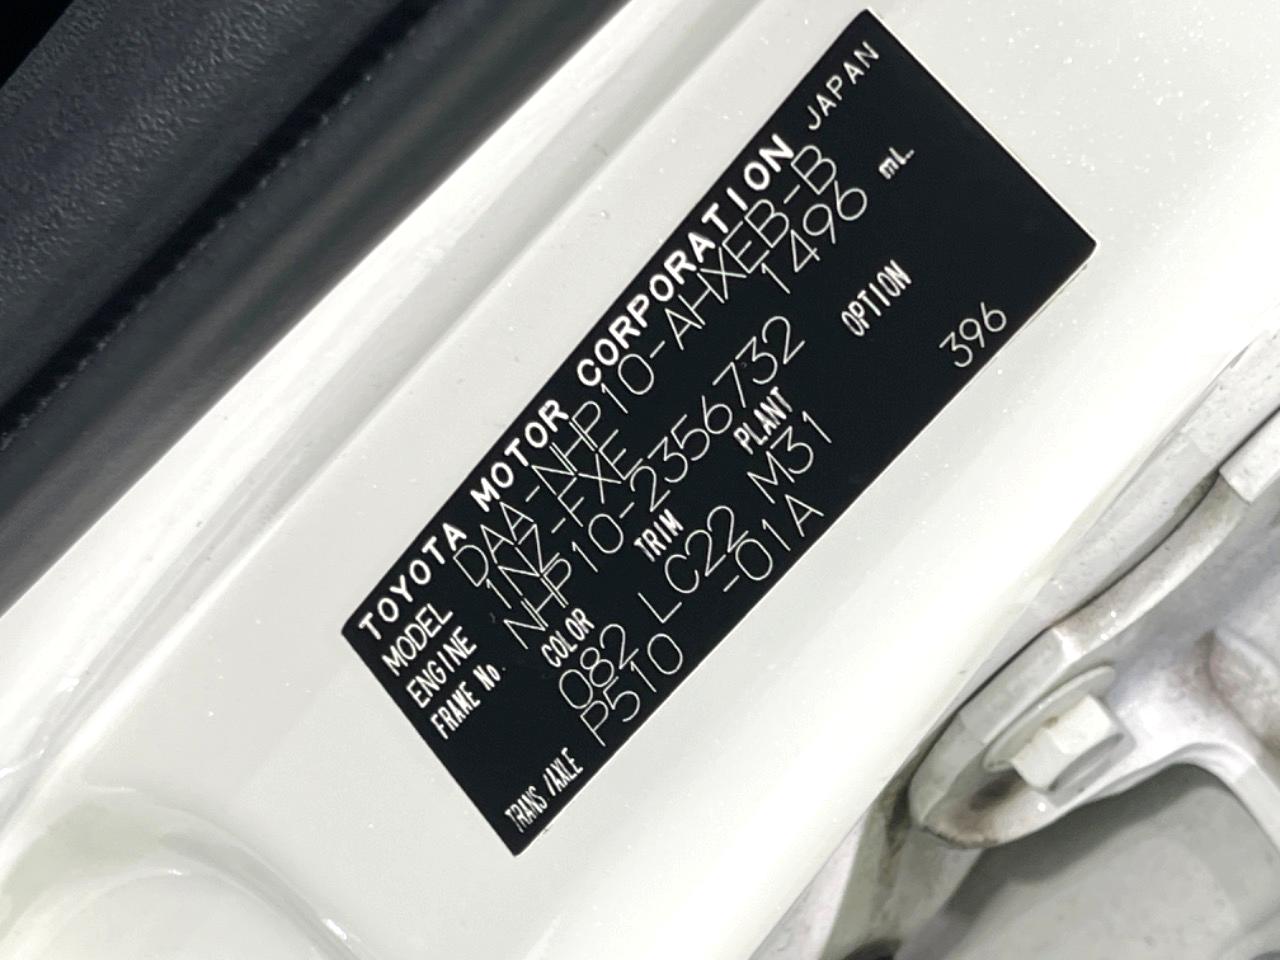 TOYOTA MOTOR CORPORATION JAPAN
MODEL DAA-NHP10-AHXEB-B
ENGINE 1NZ-FXE 1496 mL
FRAME No. NHP10-2356732
COLOR TRIM PLANT OPTION
082 LC22 M31 396
TRANS/AXLE P510 -01A